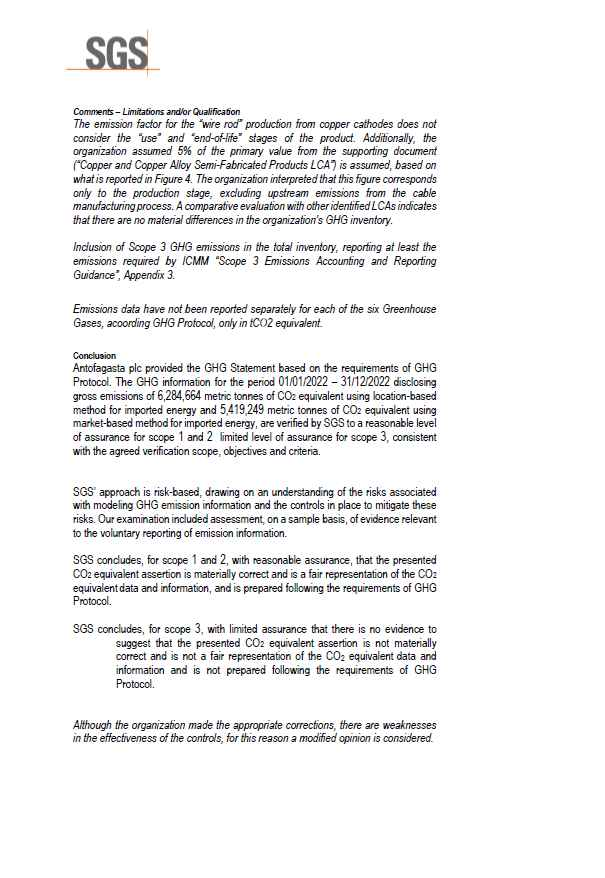 SGS
Comments – Limitations and/or Qualification
The emission factor for the “wire rod” production from copper cathodes does not
consider the “use” and “end-of-life” stages of the product. Additionally, the
organization assumed 5% of the primary value from the supporting document
(“Copper and Copper Alloy Semi-Fabricated Products LCA”) is assumed, based on
what is reported in Figure 4. The organization interpreted that this figure corresponds
only to the production stage, excluding upstream emissions from the cable
manufacturing process. A comparative evaluation with other identified LCAs indicates
that there are no material differences in the organization's GHG inventory.
Inclusion of Scope 3 GHG emissions in the total inventory, reporting at least the
emissions required by ICMM “Scope 3 Emissions Accounting and Reporting
Guidance”, Appendix 3.
Emissions data have not been reported separately for each of the six Greenhouse
Gases, acoording GHG Protocol, only in tCO2 equivalent.
Conclusion
Antofagasta plc provided the GHG Statement based on the requirements of GHG
Protocol. The GHG information for the period 01/01/2022 – 31/12/2022 disclosing
gross emissions of 6,284,664 metric tonnes of CO2 equivalent using location-based
method for imported energy and 5,419,249 metric tonnes of CO2 equivalent using
market-based method for imported energy, are verified by SGS to a reasonable level
of assurance for scope 1 and 2 limited level of assurance for scope 3, consistent
with the agreed verification scope, objectives and criteria.
SGS' approach is risk-based, drawing on an understanding of the risks associated
with modeling GHG emission information and the controls in place to mitigate these
risks. Our examination included assessment, on a sample basis, of evidence relevant
to the voluntary reporting of emission information.
SGS concludes, for scope 1 and 2, with reasonable assurance, that the presented
CO2 equivalent assertion is materially correct and is a fair representation of the CO2
equivalent data and information, and is prepared following the requirements of GHG
Protocol.
SGS concludes, for scope 3, with limited assurance that there is no evidence to
suggest that the presented CO2 equivalent assertion is not materially
correct and is not a fair representation of the CO2 equivalent data and
information and is not prepared following the requirements of GHG
Protocol.
Although the organization made the appropriate corrections, there are weaknesses
in the effectiveness of the controls, for this reason a modified opinion is considered.